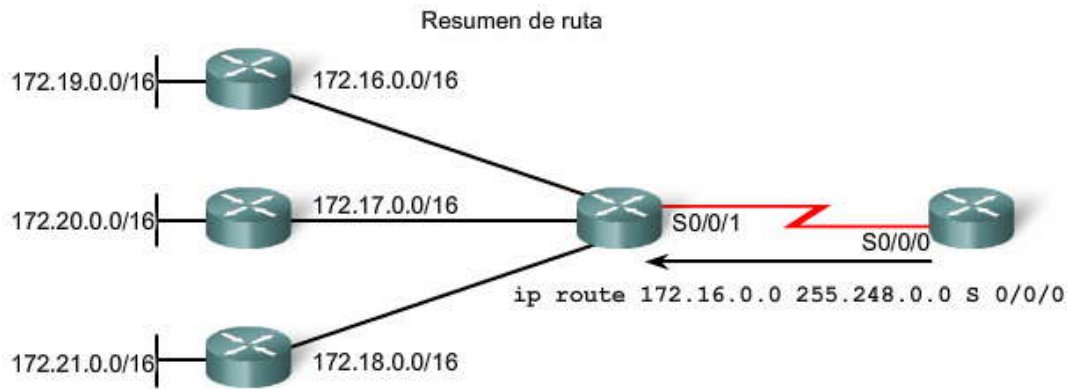 Resumen de ruta
172.19.0.0/16
172.16.0.0/16
172.20.0.0/16
172.17.0.0/16
S0/0/1
S0/0/0
ip route 172.16.0.0 255.248.0.0 S 0/0/0
172.21.0.0/16
172.18.0.0/16